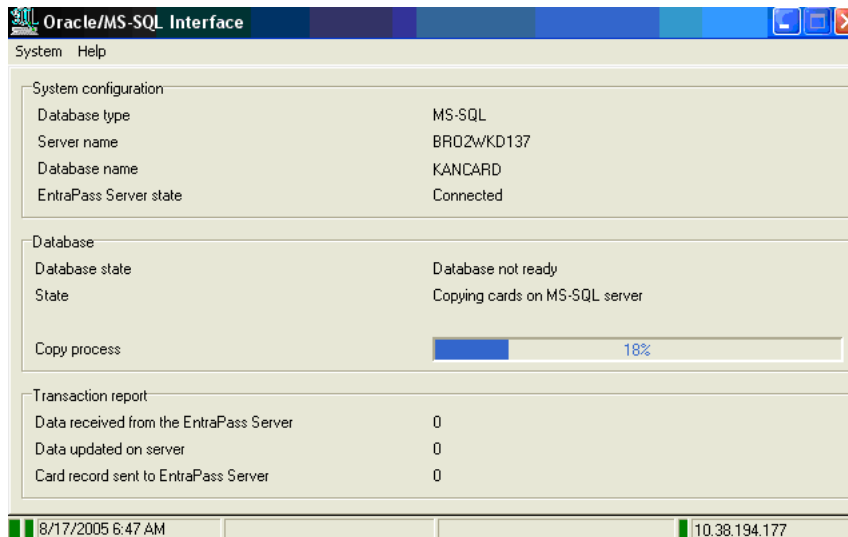 Oracle/MS-SQL Interface
System Help
System configuration
Database type MS-SQL
Server name BRO2WKD137
Database name KANCARD
EntraPass Server state Connected
Database
Database state Database not ready
State Copying cards on MS-SQL server
Copy process 18%
Transaction report
Data received from the EntraPass Server 0
Data updated on server 0
Card record sent to EntraPass Server 0
8/17/2005 6:47 AM 10.38.194.177